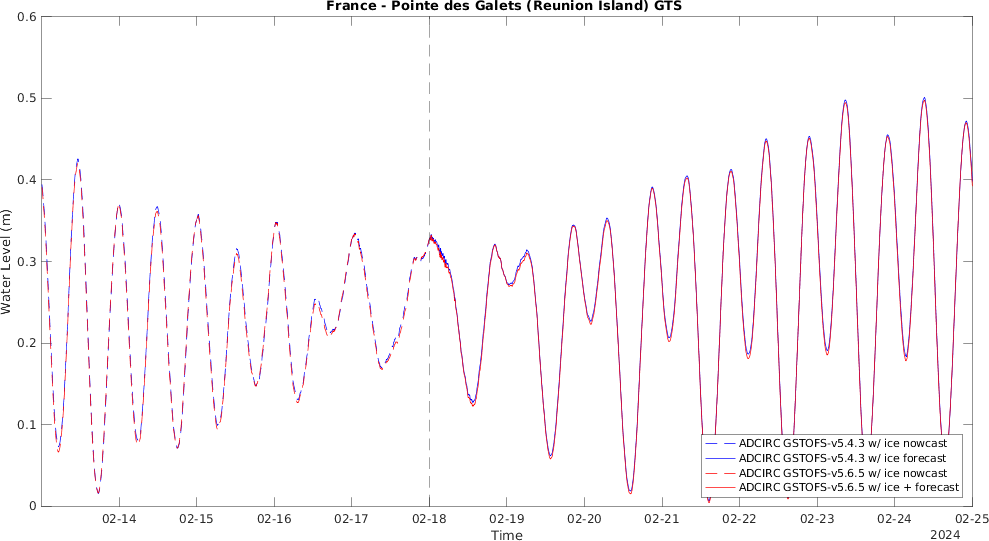 France - Pointe des Galets (Reunion Island) GTS
0.6
0.5
0.4
0.3
0.2
0.1
0
Water Level (m)
ADCIRC GSTOFS-v5.4.3 w/ ice nowcast
ADCIRC GSTOFS-v5.4.3 w/ ice forecast
ADCIRC GSTOFS-v5.6.5 w/ ice nowcast
ADCIRC GSTOFS-v5.6.5 w/ ice + forecast
02-14 02-15 02-16 02-17 02-18 02-19 02-20 02-21 02-22 02-23 02-24 02-25
Time
2024